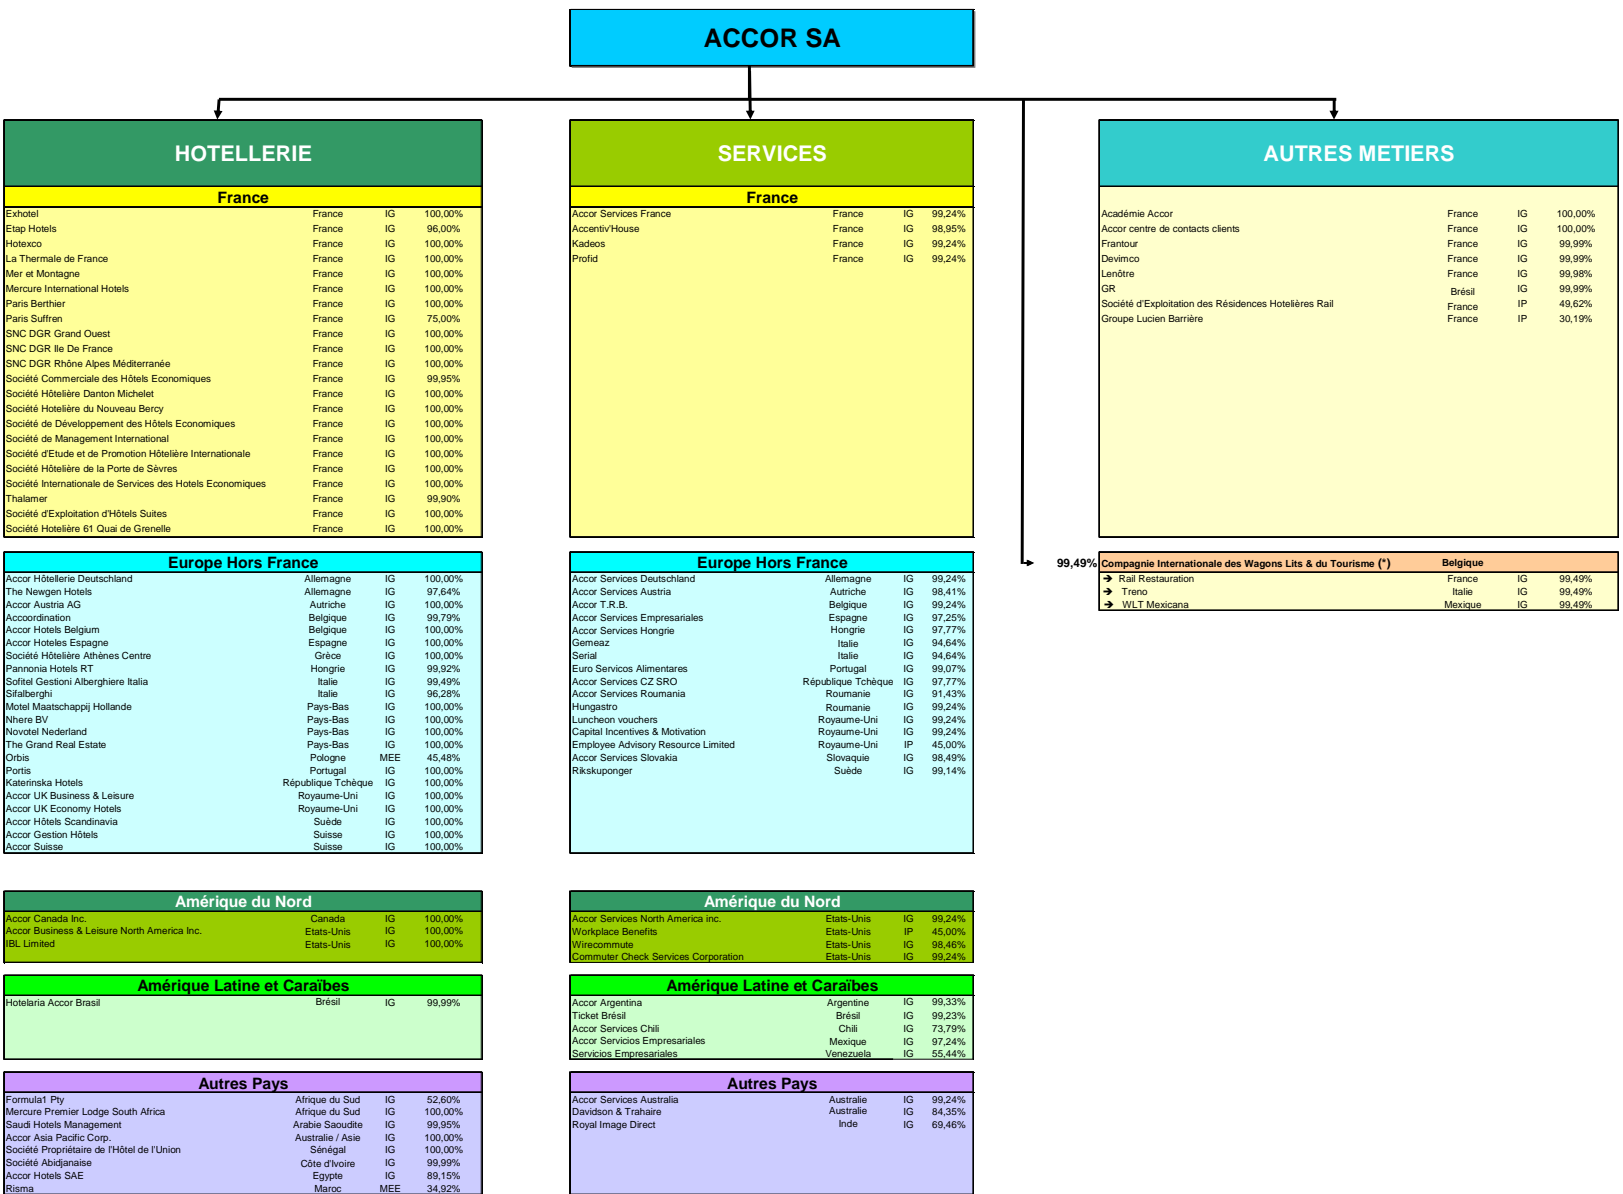 ACCOR SA
HOTELLERIE
France
Exhotel France IG 100,00%
Etap Hotels France IG 96,00%
Hotexco France IG 100,00%
La Thermale de France France IG 100,00%
Mer et Montagne France IG 100,00%
Mercure International Hotels France IG 100,00%
Paris Berthier France IG 100,00%
Paris Suffren France IG 75,00%
SNC DGR Grand Ouest France IG 100,00%
SNC DGR Ile De France France IG 100,00%
SNC DGR Rhône Alpes Méditerranée France IG 100,00%
Société Commerciale des Hôtels Economiques France IG 99,95%
Société Hôtelière Danton Michelet France IG 100,00%
Société Hotelière du Nouveau Bercy France IG 100,00%
Société de Développement des Hôtels Economiques France IG 100,00%
Société de Management International France IG 100,00%
Société d'Etude et de Promotion Hôtelière Internationale France IG 100,00%
Société Hôtelière de la Porte de Sèvres France IG 100,00%
Société Internationale de Services des Hotels Economiques France IG 100,00%
Thalamer France IG 99,90%
Société d'Exploitation d'Hôtels Suites France IG 100,00%
Société Hotelière 61 Quai de Grenelle France IG 100,00%
Europe Hors France
Accor Hôtellerie Deutschland Allemagne IG 100,00%
The Newgen Hotels Allemagne IG 97,64%
Accor Austria AG Autriche IG 100,00%
Accoordination Belgique IG 99,79%
Accor Hotels Belgium Belgique IG 100,00%
Accor Hoteles Espagne Espagne IG 100,00%
Société Hôtelière Athènes Centre Grèce IG 100,00%
Pannonia Hotels RT Hongrie IG 99,92%
Sofitel Gestioni Alberghiere Italia Italie IG 99,49%
Sifalberghi Italie IG 96,28%
Motel Maatschappij Hollande Pays-Bas IG 100,00%
Nhere BV Pays-Bas IG 100,00%
Novotel Nederland Pays-Bas IG 100,00%
The Grand Real Estate Pays-Bas IG 100,00%
Orbis Pologne MEE 45,48%
Portis Portugal IG 100,00%
Katerinska Hotels République Tchèque IG 100,00%
Accor UK Business & Leisure Royaume-Uni IG 100,00%
Accor UK Economy Hotels Royaume-Uni IG 100,00%
Accor Hôtels Scandinavia Suède IG 100,00%
Accor Gestion Hôtels Suisse IG 100,00%
Accor Suisse Suisse IG 100,00%
Amérique du Nord
Accor Canada Inc. Canada IG 100,00%
Accor Business & Leisure North America Inc. Etats-Unis IG 100,00%
IBL Limited Etats-Unis IG 100,00%
Amérique Latine et Caraïbes
Hotelaria Accor Brasil Brésil IG 99,99%
Autres Pays
Formula1 Pty Afrique du Sud IG 52,60%
Mercure Premier Lodge South Africa Afrique du Sud IG 100,00%
Saudi Hotels Management Arabie Saoudite IG 99,95%
Accor Asia Pacific Corp. Australie / Asie IG 100,00%
Société Propriétaire de l'Hôtel de l'Union Sénégal IG 100,00%
Société Abidjanaise Côte d'Ivoire IG 99,99%
Accor Hotels SAE Egypte IG 89,15%
Risma Maroc MEE 34,92%
SERVICES
France
Accor Services France France IG 99,24%
Accentiv'House France IG 98,95%
Kadeos France IG 99,24%
Profid France IG 99,24%
Europe Hors France
Accor Services Deutschland Allemagne IG 99,24%
Accor Services Austria Autriche IG 98,41%
Accor T.R.B. Belgique IG 99,24%
Accor Services Empresariales Espagne IG 97,25%
Accor Services Hongrie Hongrie IG 97,77%
Gemeaz Italie IG 94,64%
Serial Italie IG 94,64%
Euro Servicos Alimentares Portugal IG 99,07%
Accor Services CZ SRO République Tchèque IG 97,77%
Accor Services Roumania Roumanie IG 91,43%
Hungastro Roumanie IG 99,24%
Luncheon vouchers Royaume-Uni IG 99,24%
Capital Incentives & Motivation Royaume-Uni IG 99,24%
Employee Advisory Resource Limited Royaume-Uni IP 45,00%
Accor Services Slovakia Slovaquie IG 98,49%
Rikskuponger Suède IG 99,14%
Amérique du Nord
Accor Services North America inc. Etats-Unis IG 99,24%
Workplace Benefits Etats-Unis IP 45,00%
Wirecommute Etats-Unis IG 98,46%
Commuter Check Services Corporation Etats-Unis IG 99,24%
Amérique Latine et Caraïbes
Accor Argentina Argentine IG 99,33%
Ticket Brésil Brésil IG 99,23%
Accor Services Chili Chili IG 73,79%
Accor Servicios Empresariales Mexique IG 97,24%
Servicios Empresariales Venezuela IG 55,44%
Autres Pays
Accor Services Australia Australie IG 99,24%
Davidson & Trahaire Australie IG 84,35%
Royal Image Direct Inde IG 69,46%
AUTRES METIERS
Académie Accor France IG 100,00%
Accor centre de contacts clients France IG 100,00%
Frantour France IG 99,99%
Devimco France IG 99,99%
Lenôtre France IG 99,98%
GR Brésil IG 99,99%
Société d'Exploitation des Résidences Hotelières Rail France IP 49,62%
Groupe Lucien Barrière France IP 30,19%
99,49% Compagnie Internationale des Wagons Lits & du Tourisme (*) Belgique
➔ Rail Restauration France IG 99,49%
➔ Treno Italie IG 99,49%
➔ WLT Mexicana Mexique IG 99,49%